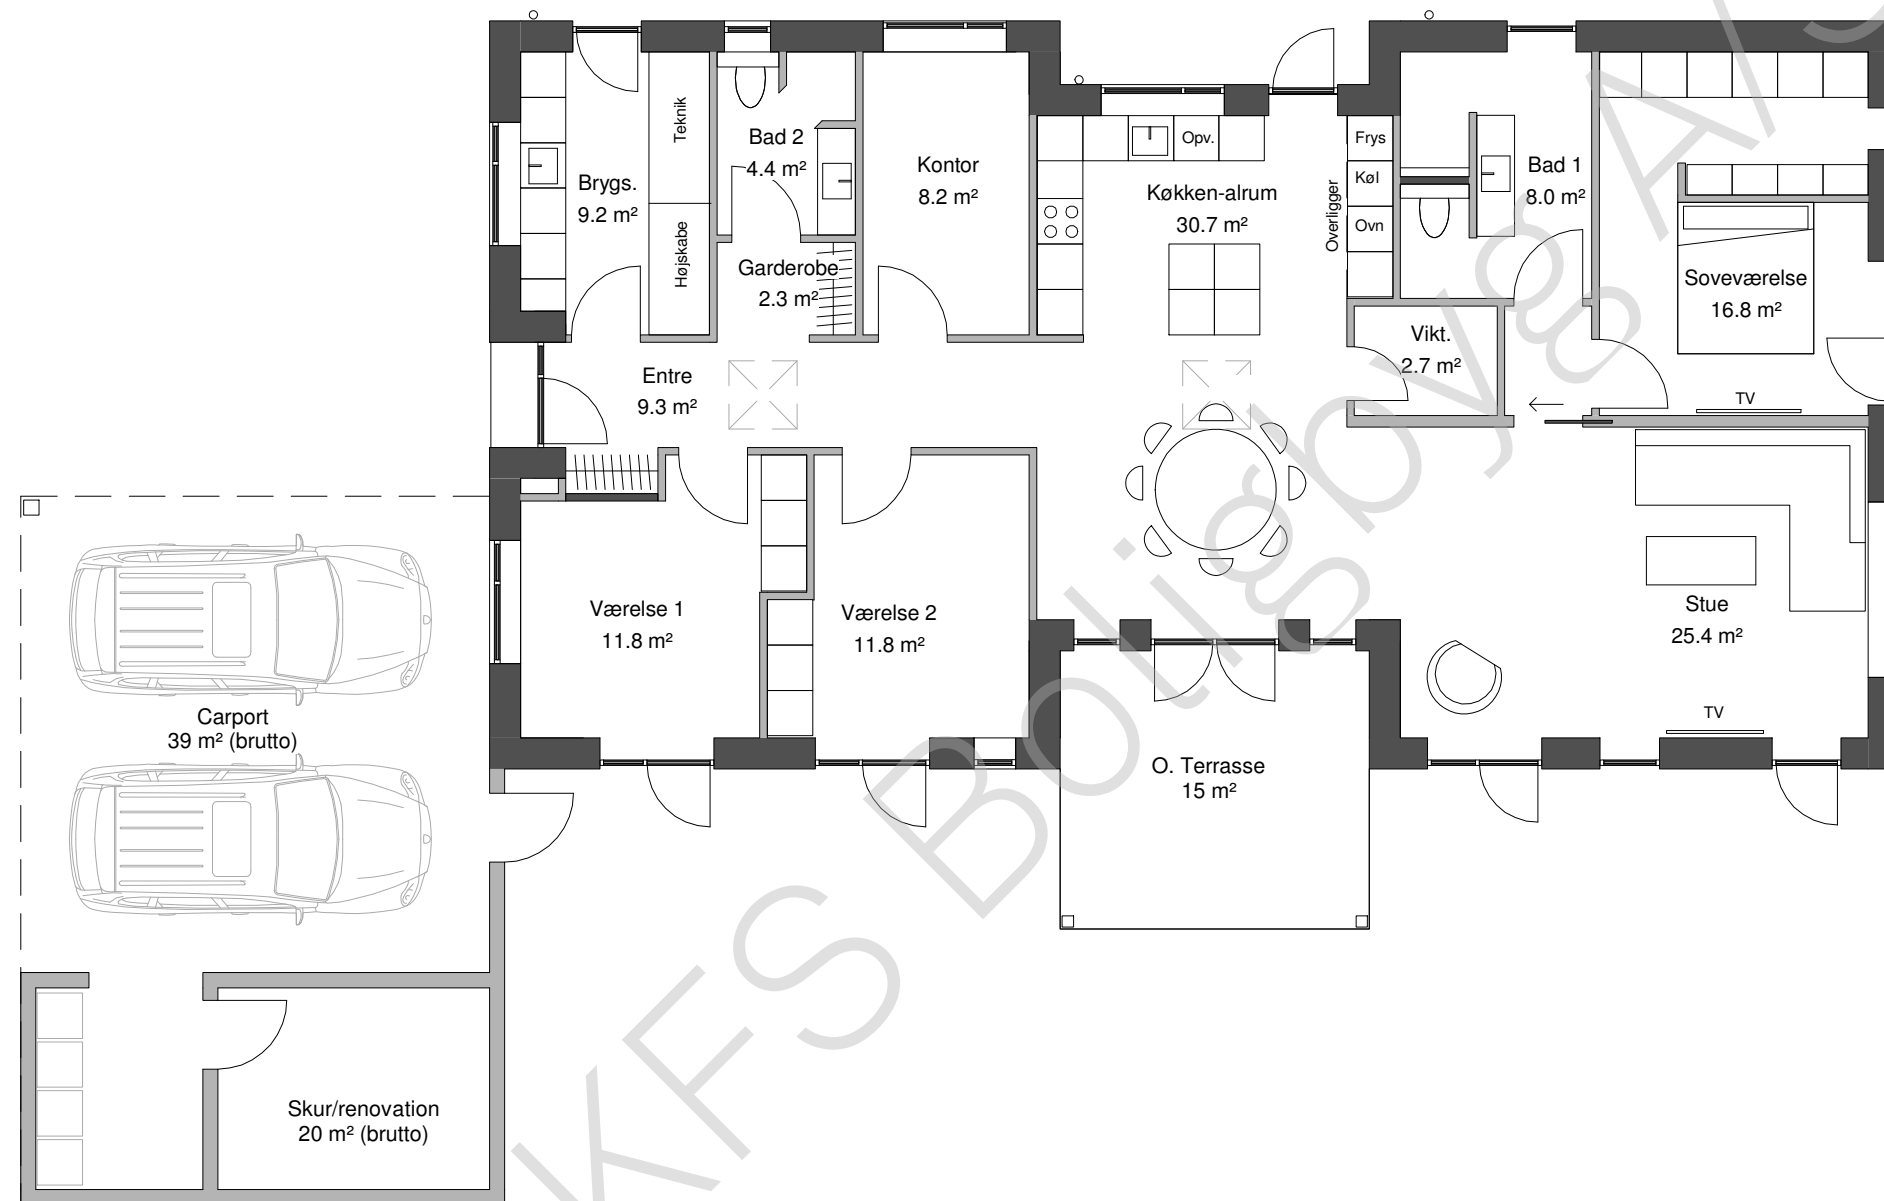 Teknik
Højskabe
Brygs.
9.2 m²
Bad 2
4.4 m²
Garderobe
2.3 m²
Kontor
8.2 m²
Opv.
Køkken-alrum
30.7 m²
Overligger
Frys
Køl
Ovn
Bad 1
8.0 m²
Soveværelse
16.8 m²
Vikt.
2.7 m²
TV
Entre
9.3 m²
Værelse 1
11.8 m²
Værelse 2
11.8 m²
Stue
25.4 m²
TV
Carport
39 m² (brutto)
O. Terrasse
15 m²
Skur/renovation
20 m² (brutto)
KFS Boligbyg A/S